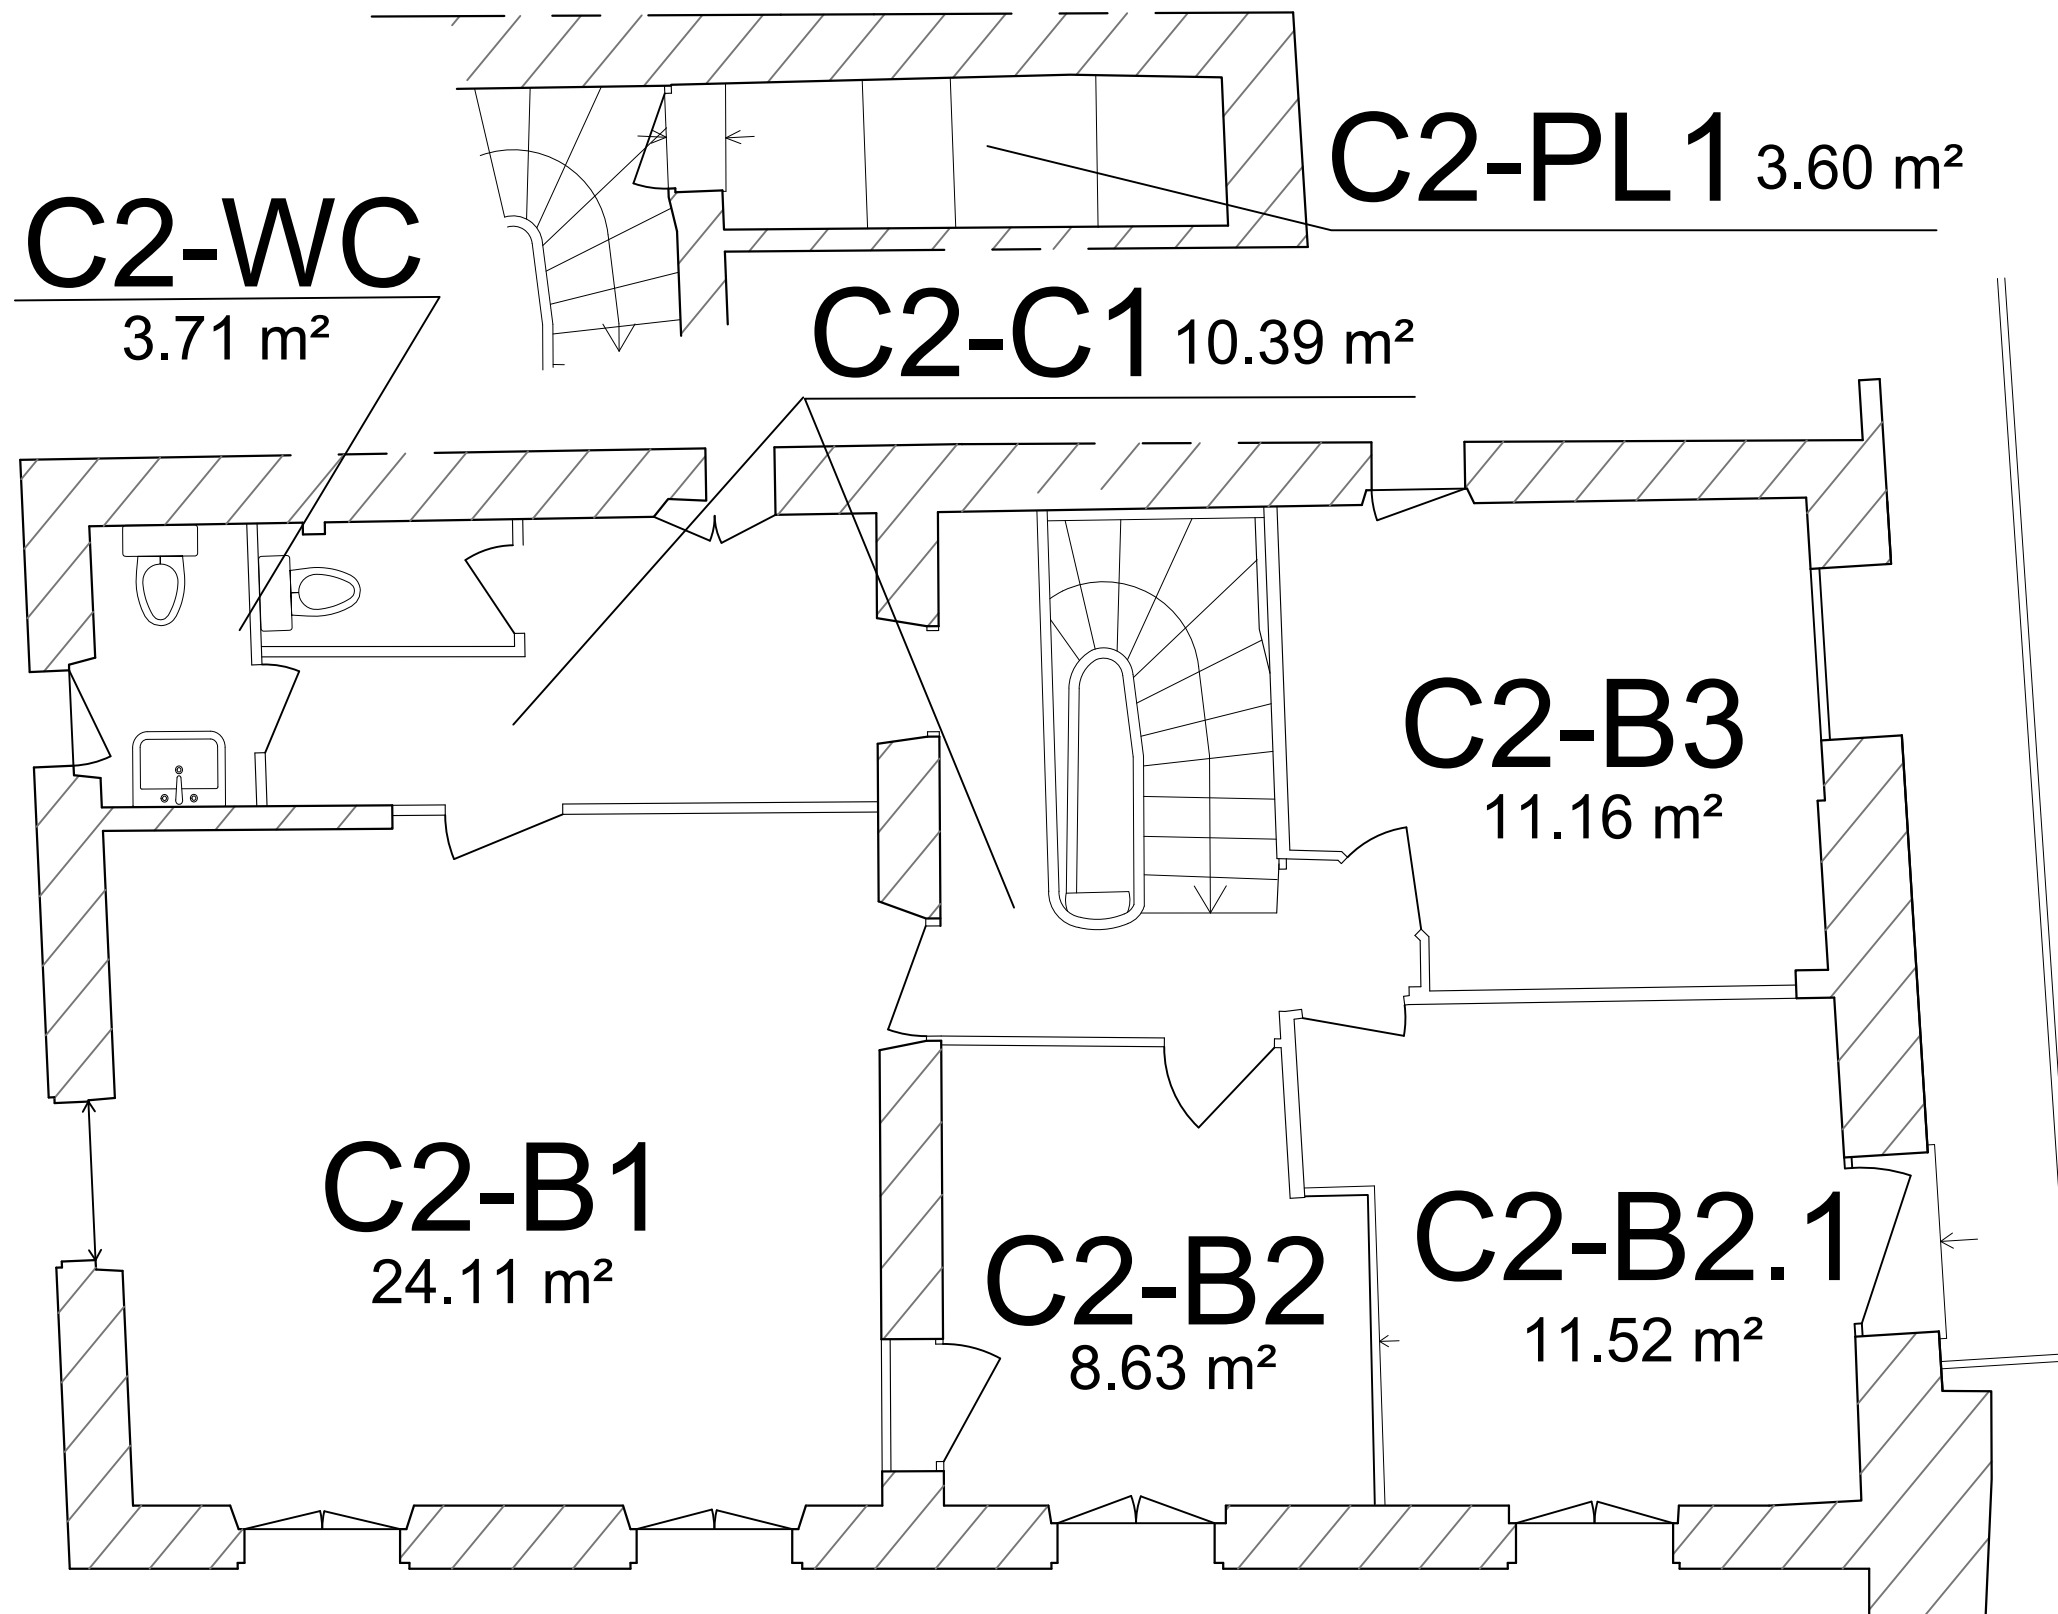 C2-PL1 3.60 m²
C2-WC
3.71 m²
C2-C1 10.39 m²
C2-B3
11.16 m²
C2-B1
24.11 m²
C2-B2
8.63 m²
C2-B2.1
11.52 m²